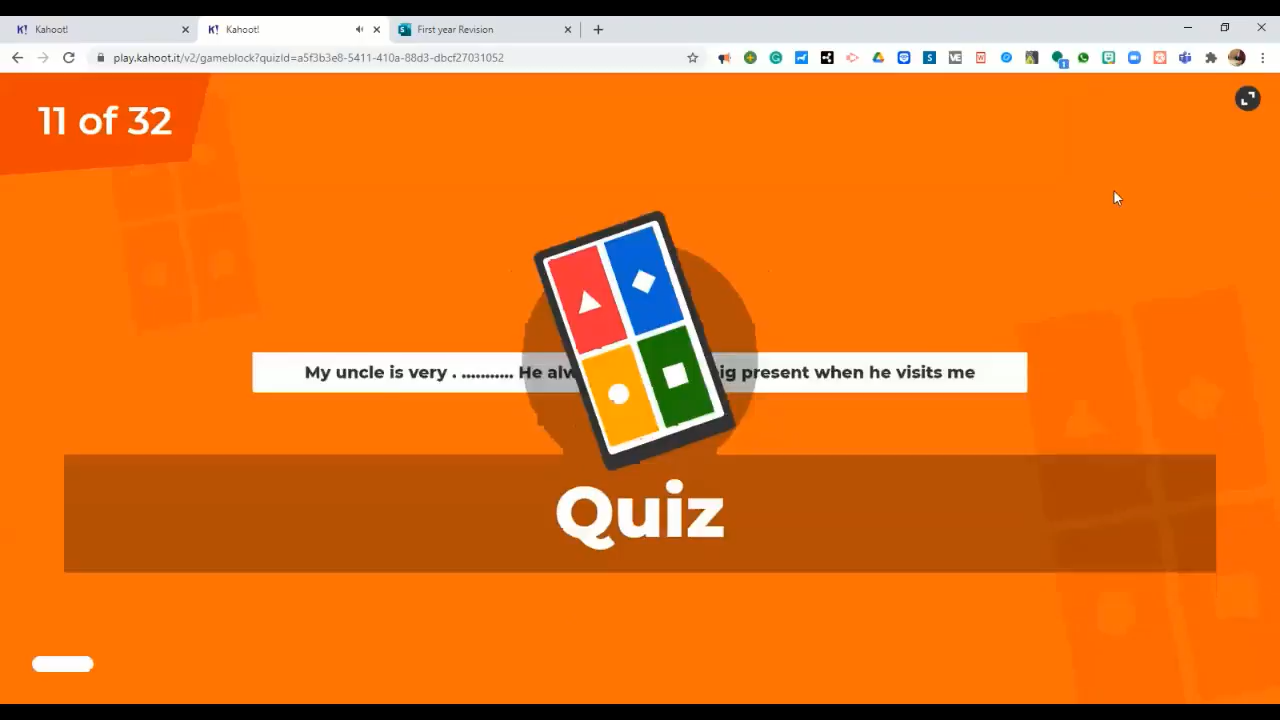 Kahoot!
Kahoot!
First year Revision
play.kahoot.it/v2/gameblock?quizId=a5f3b3e8-5411-410a-88d3-dbcf27031052
11 of 32
My uncle is very . ........... He alw ig present when he visits me
Quiz